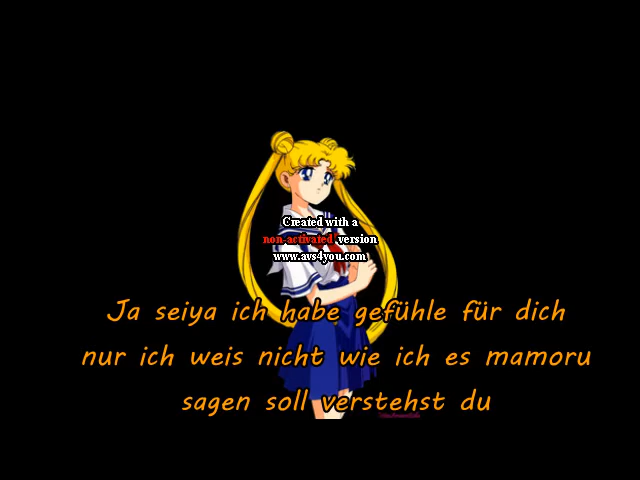 Created with a
non-activated version
www.avs4you.com
Ja seiya ich habe gefühle für dich
nur ich weis nicht wie ich es mamoru
sagen soll verstehst du